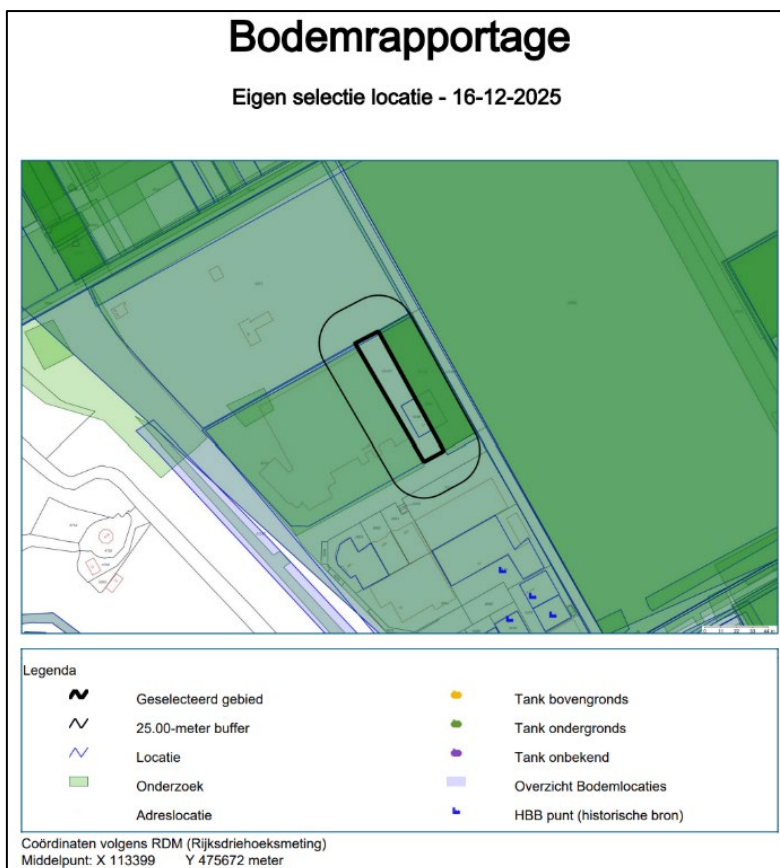 Bodemrapportage
Eigen selectie locatie - 16-12-2025
Legenda
Geselecteerd gebied
25.00-meter buffer
Locatie
Onderzoek
Adreslocatie
Tank bovengronds
Tank ondergronds
Tank onbekend
Overzicht Bodemlocaties
HBB punt (historische bron)
Coördinaten volgens RDM (Rijksdriehoeksmeting)
Middelpunt: X 113399 Y 475672 meter